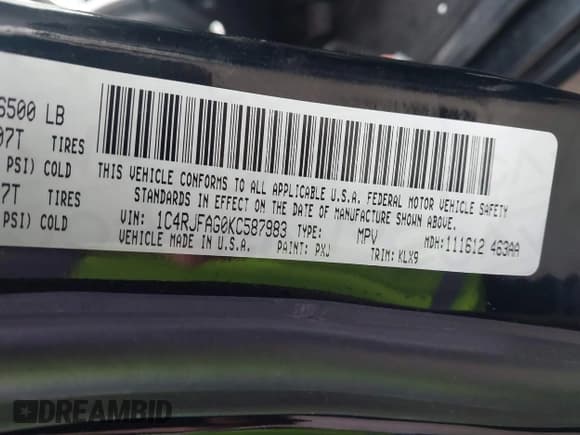 6500 LB
07T TIRES
PSI) COLD
7T TIRES
PSI) COLD
THIS VEHICLE CONFORMS TO ALL APPLICABLE U.S.A. FEDERAL MOTOR VEHICLE SAFETY
STANDARDS IN EFFECT ON THE DATE OF MANUFACTURE SHOWN ABOVE.
VIN: 1C4RJFAG0KC587983 TYPE: MPV MDH:111612 463AA
VEHICLE MADE IN U.S.A. PAINT: PXJ TRIM: KLX9
DREAMBID